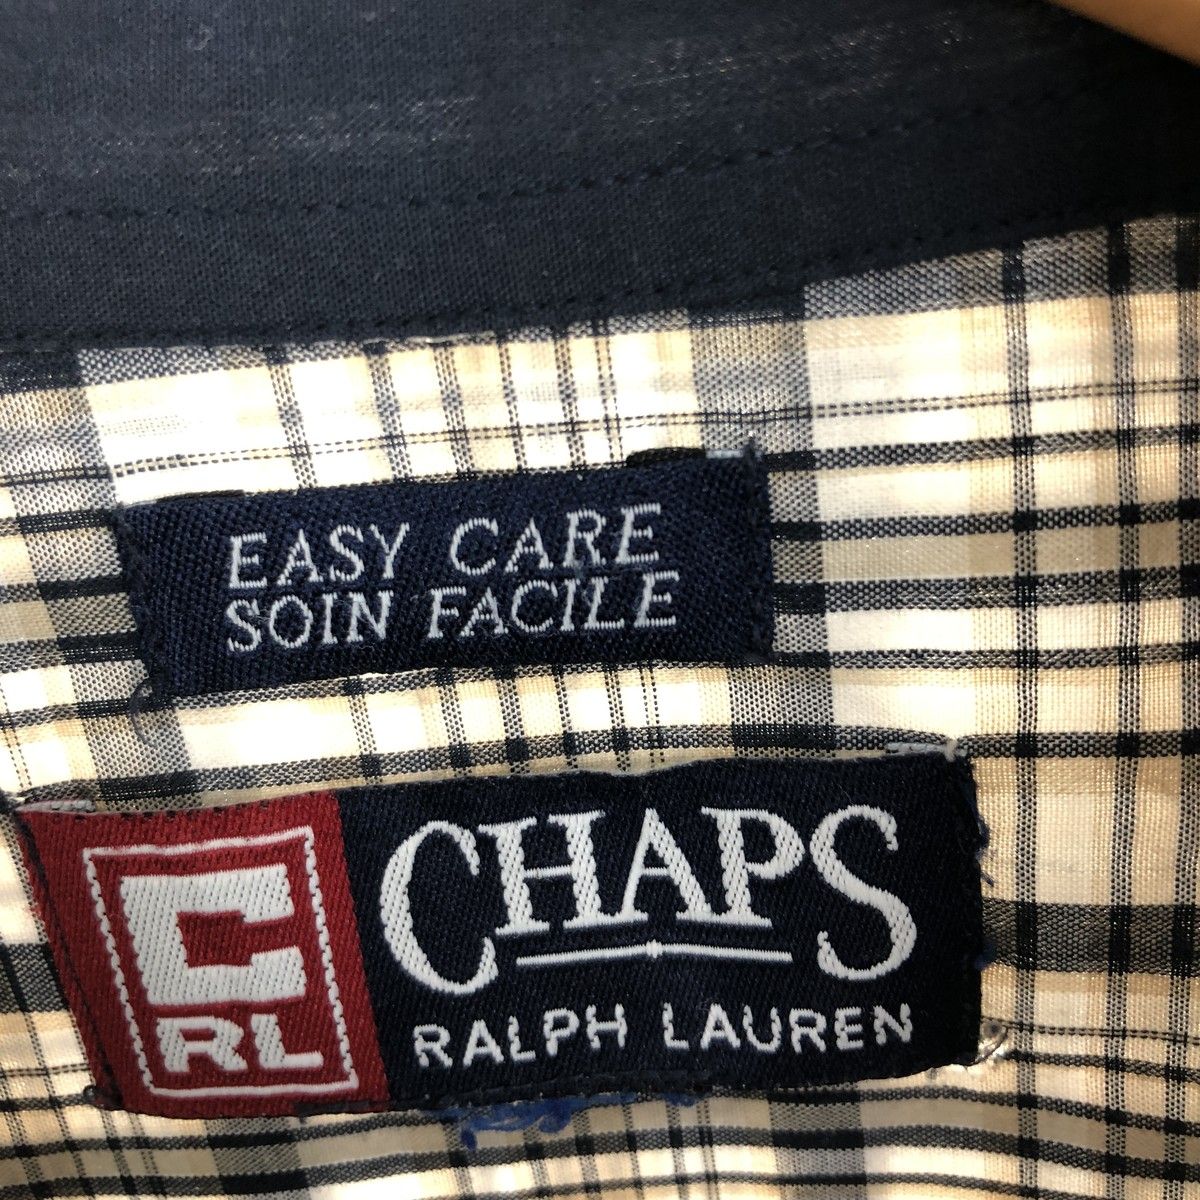 EASY CARE
SOIN FACILE
C
RL
CHAPS
RALPH LAUREN